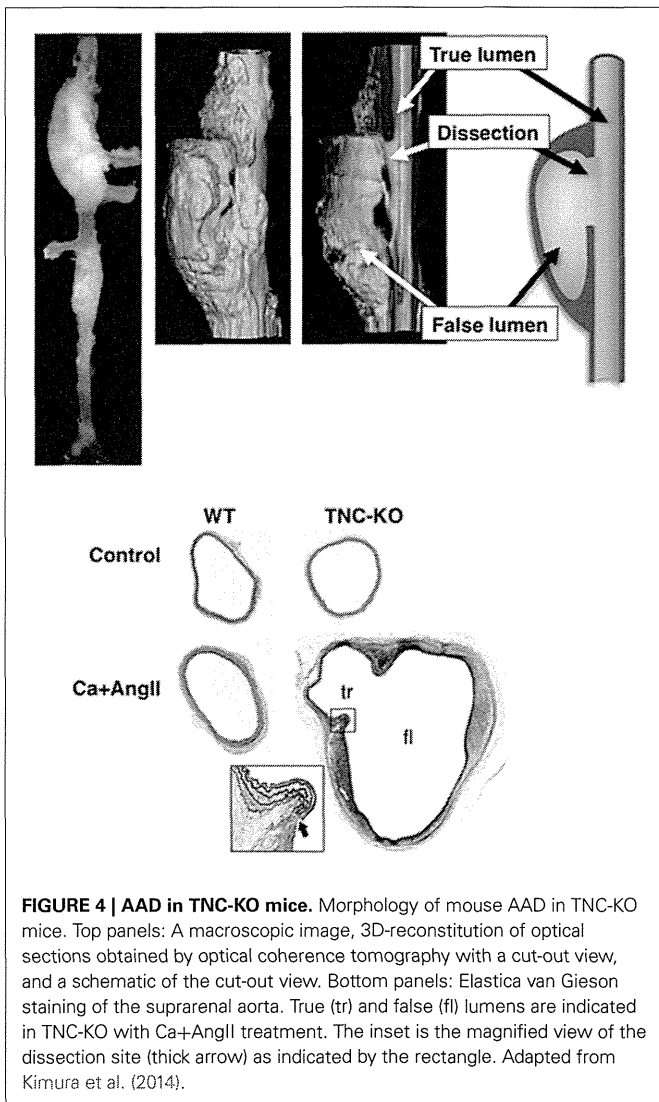 True lumen
Dissection
False lumen
WT
TNC-KO
Control
Ca+AngII
tr
fl
FIGURE 4 | AAD in TNC-KO mice. Morphology of mouse AAD in TNC-KO
mice. Top panels: A macroscopic image, 3D-reconstitution of optical
sections obtained by optical coherence tomography with a cut-out view,
and a schematic of the cut-out view. Bottom panels: Elastica van Gieson
staining of the suprarenal aorta. True (tr) and false (fl) lumens are indicated
in TNC-KO with Ca+AngII treatment. The inset is the magnified view of the
dissection site (thick arrow) as indicated by the rectangle. Adapted from
Kimura et al. (2014).